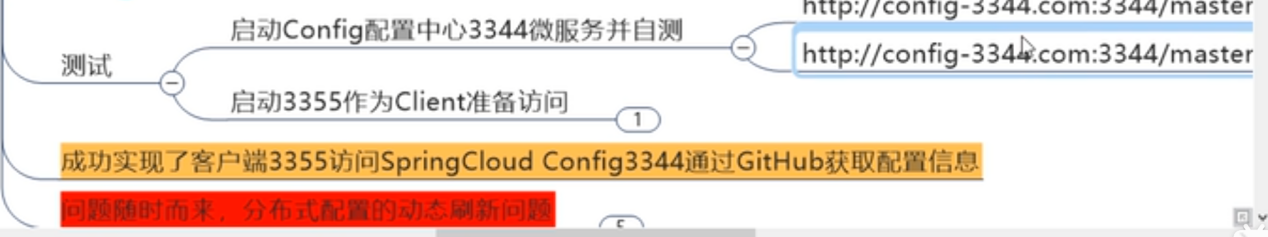 http://config-3344.com:3344/master
启动Config配置中心3344微服务并自测
http://config-3344.com:3344/master
测试
启动3355作为Client准备访问
1
成功实现了客户端3355访问SpringCloud Config3344通过GitHub获取配置信息
问题随时而来，分布式配置的动态刷新问题
5